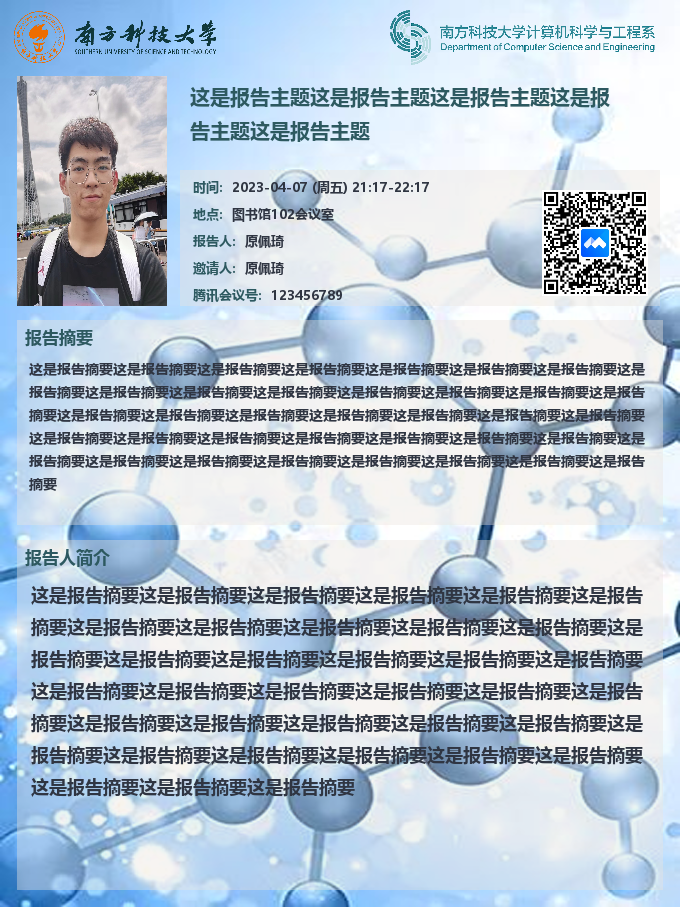 南方科技大学
SOUTHERN UNIVERSITY OF SCIENCE AND TECHNOLOGY
南方科技大学计算机科学与工程系
Department of Computer Science and Engineering
这是报告主题这是报告主题这是报告主题这是报
告主题这是报告主题
时间: 2023-04-07 (周五) 21:17-22:17
地点: 图书馆102会议室
报告人: 原佩琦
邀请人: 原佩琦
腾讯会议号: 123456789
报告摘要
这是报告摘要这是报告摘要这是报告摘要这是报告摘要这是报告摘要这是报告摘要这是报告摘要这是
报告摘要这是报告摘要这是报告摘要这是报告摘要这是报告摘要这是报告摘要这是报告摘要这是报告
摘要这是报告摘要这是报告摘要这是报告摘要这是报告摘要这是报告摘要这是报告摘要这是报告摘要
这是报告摘要这是报告摘要这是报告摘要这是报告摘要这是报告摘要这是报告摘要这是报告摘要这是
报告摘要这是报告摘要这是报告摘要这是报告摘要这是报告摘要这是报告摘要这是报告摘要这是报告
摘要
报告人简介
这是报告摘要这是报告摘要这是报告摘要这是报告摘要这是报告摘要这是报告
摘要这是报告摘要这是报告摘要这是报告摘要这是报告摘要这是报告摘要这是
报告摘要这是报告摘要这是报告摘要这是报告摘要这是报告摘要这是报告摘要
这是报告摘要这是报告摘要这是报告摘要这是报告摘要这是报告摘要这是报告
摘要这是报告摘要这是报告摘要这是报告摘要这是报告摘要这是报告摘要这是
报告摘要这是报告摘要这是报告摘要这是报告摘要这是报告摘要这是报告摘要
这是报告摘要这是报告摘要这是报告摘要